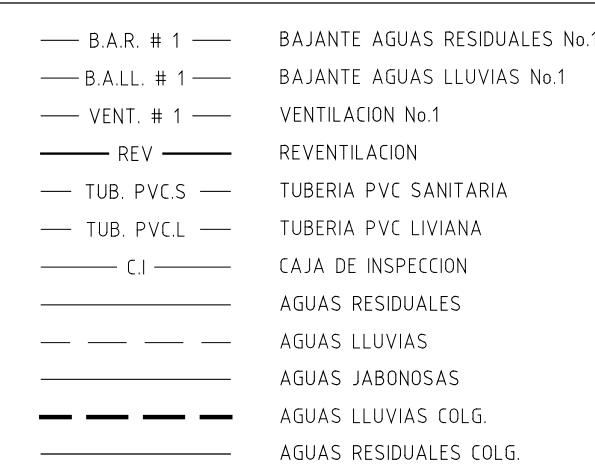 B.A.R. # 1 BAJANTE AGUAS RESIDUALES No.1
B.A.LL. # 1 BAJANTE AGUAS LLUVIAS No.1
VENT. # 1 VENTILACION No.1
REV REVENTILACION
TUB. PVC.S TUBERIA PVC SANITARIA
TUB. PVC.L TUBERIA PVC LIVIANA
C.I CAJA DE INSPECCION
AGUAS RESIDUALES
AGUAS LLUVIAS
AGUAS JABONOSAS
AGUAS LLUVIAS COLG.
AGUAS RESIDUALES COLG.